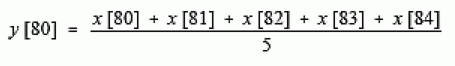 y[80] = x[80] + x[81] + x[82] + x[83] + x[84]
5